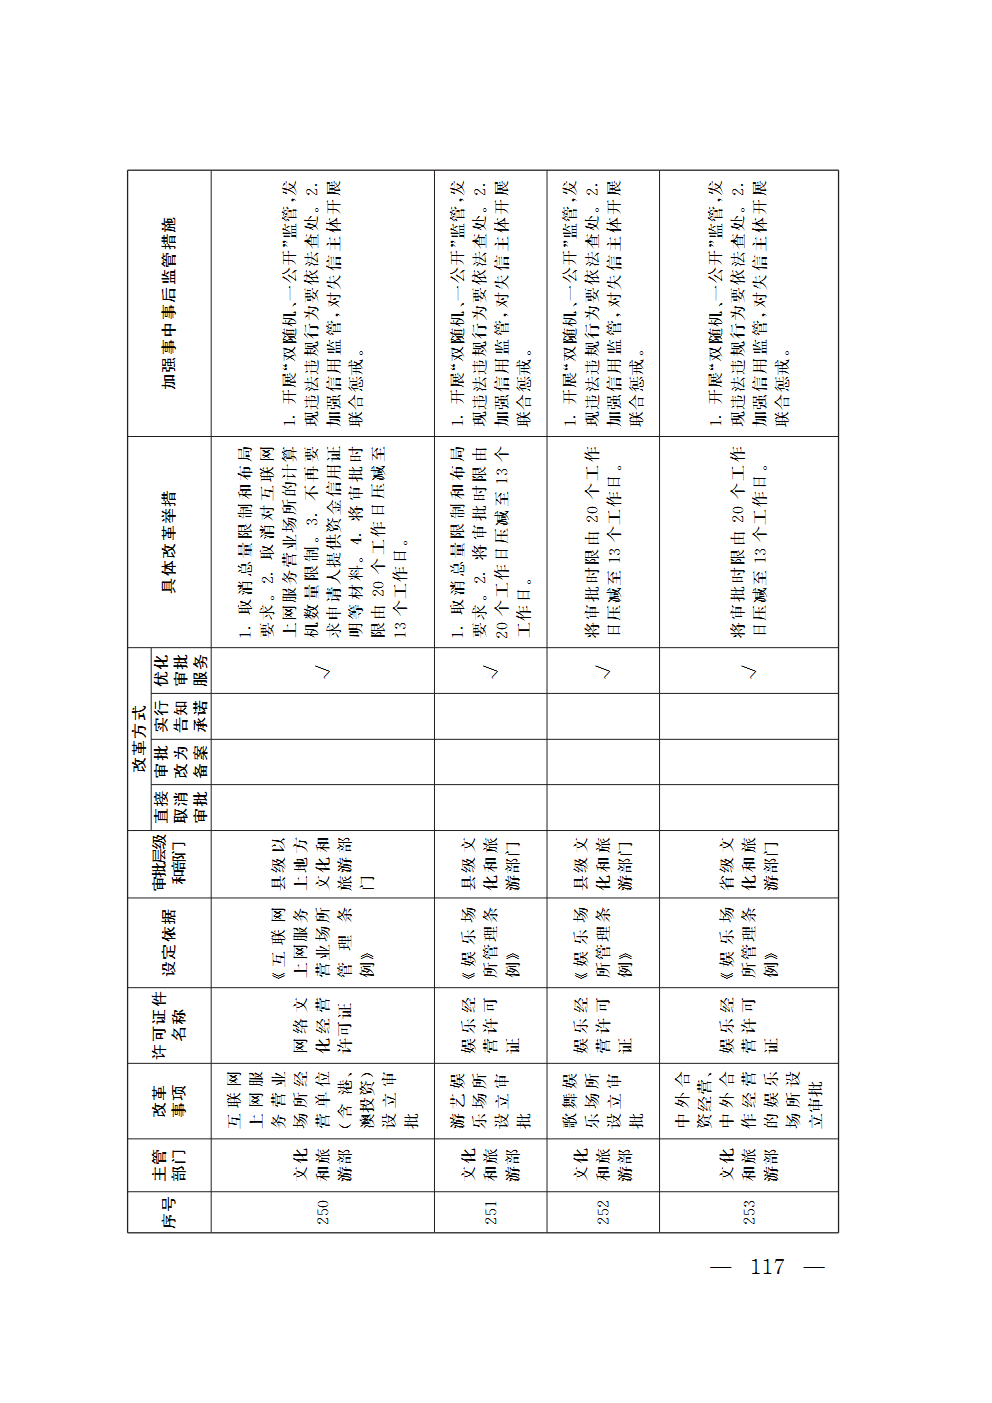 序号
主管
部门
改革
事项
许可证件
名称
设定依据
审批层级
和部门
改革方式
直接
取消
审批
审批
改为
备案
实行
告知
承诺
优化
审批
服务
具体改革举措
加强事中事后监管措施
250
文化
和旅
游部
互联网
上网服
务营业
场所经
营单位
(含港、
澳投资)
设立审
批
网络文
化经营
许可证
《互联网
上网服务
营业场所
管理条
例》
县级以
上地方
文化和
旅游部
门
√
1. 取消总量限制和布局
要求。2. 取消对互联网
上网服务营业场所的计算
机数量限制。3. 不再要
求申请人提供资金信用证
明等材料。4. 将审批时
限由 20 个工作日压减至
13 个工作日。
1. 开展“双随机、一公开”监管,发
现违法违规行为要依法查处。2.
加强信用监管,对失信主体开展
联合惩戒。
251
文化
和旅
游部
游艺娱
乐场所
设立审
批
娱乐经
营许可
证
《娱乐场
所管理条
例》
县级文
化和旅
游部门
√
1. 取消总量限制和布局
要求。2. 将审批时限由
20 个工作日压减至 13 个
工作日。
1. 开展“双随机、一公开”监管,发
现违法违规行为要依法查处。2.
加强信用监管,对失信主体开展
联合惩戒。
252
文化
和旅
游部
歌舞娱
乐场所
设立审
批
娱乐经
营许可
证
《娱乐场
所管理条
例》
县级文
化和旅
游部门
√
将审批时限由 20 个工作
日压减至 13 个工作日。
1. 开展“双随机、一公开”监管,发
现违法违规行为要依法查处。2.
加强信用监管,对失信主体开展
联合惩戒。
253
文化
和旅
游部
中外合
资经营、
中外合
作经营
的娱乐
场所设
立审批
娱乐经
营许可
证
《娱乐场
所管理条
例》
省级文
化和旅
游部门
√
将审批时限由 20 个工作
日压减至 13 个工作日。
1. 开展“双随机、一公开”监管,发
现违法违规行为要依法查处。2.
加强信用监管,对失信主体开展
联合惩戒。
— 117 —